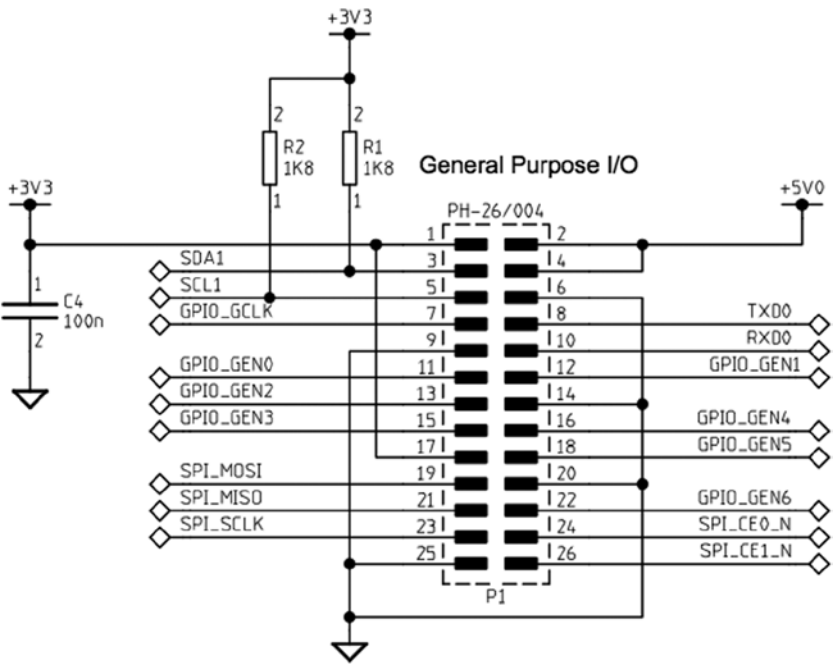 +3V3
2
2
R2
1K8
R1
1K8
General Purpose I/O
+3V3
1
1
+5V0
PH-26/004
1
2
SDA1
3
4
1
C4
100n
2
SCL1
5
6
GPIO_GCLK
7
8
TXD0
9
10
RXD0
GPIO_GEN0
11
12
GPIO_GEN1
GPIO_GEN2
13
14
GPIO_GEN3
15
16
GPIO_GEN4
17
18
GPIO_GEN5
SPI_MOSI
19
20
SPI_MISO
21
22
GPIO_GEN6
SPI_SCLK
23
24
SPI_CE0_N
25
26
SPI_CE1_N
P1